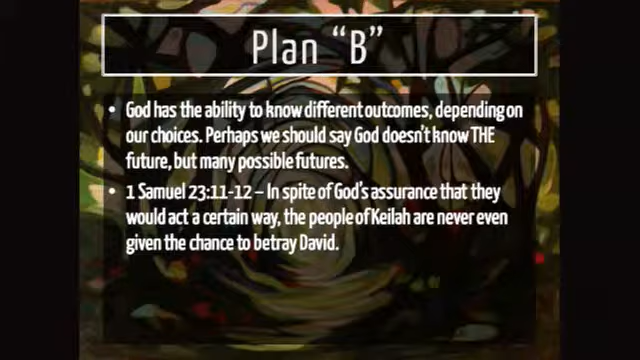 Plan “B”
• God has the ability to know different outcomes, depending on
our choices. Perhaps we should say God doesn’t know THE
future, but many possible futures.
• 1 Samuel 23:11-12 – In spite of God’s assurance that they
would act a certain way, the people of Keilah are never even
given the chance to betray David.